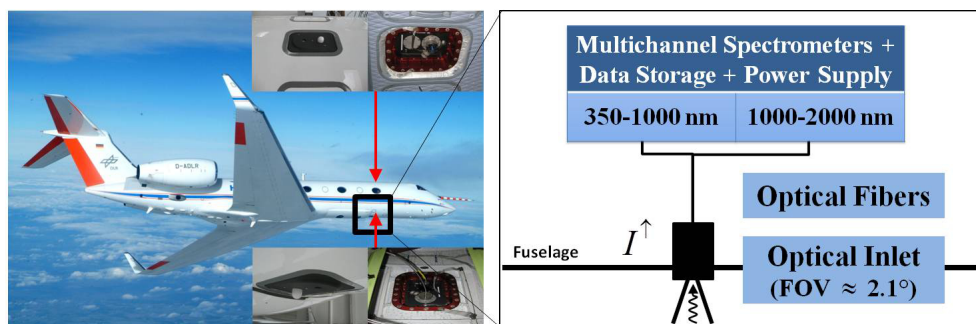 D-ADLR
DLR
Multichannel Spectrometers +
Data Storage + Power Supply
350-1000 nm
1000-2000 nm
Optical Fibers
I↑
Fuselage
Optical Inlet
(FOV ≈ 2.1°)